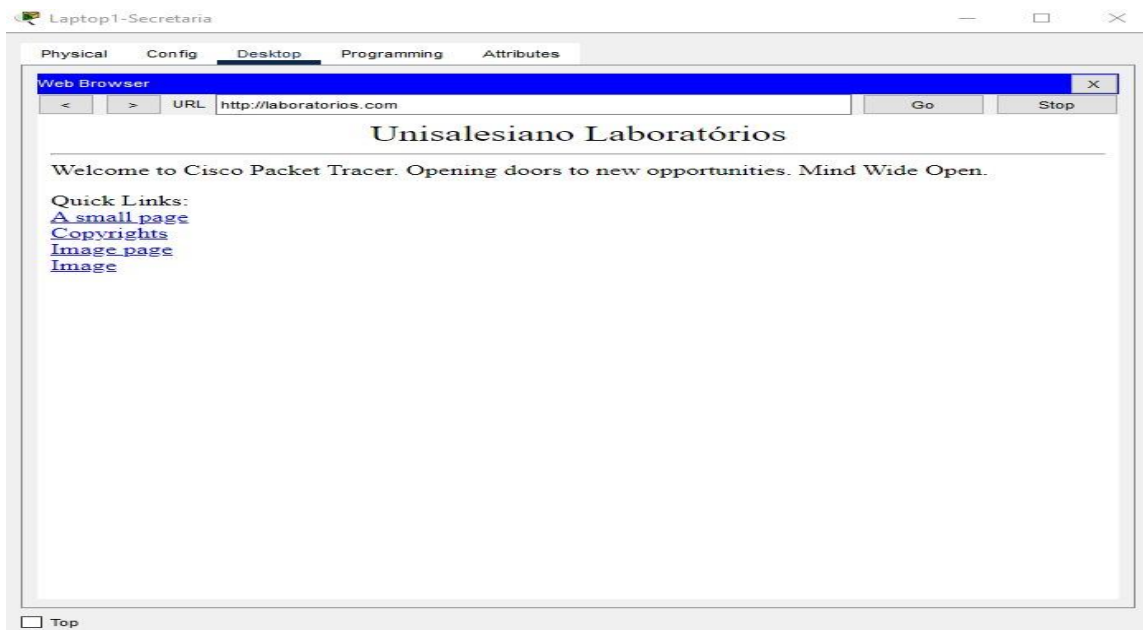 Laptop1-Secretaria
Physical Config Desktop Programming Attributes
Web Browser X
< > URL http://laboratorios.com Go Stop
Unisalesiano Laboratórios
Welcome to Cisco Packet Tracer. Opening doors to new opportunities. Mind Wide Open.
Quick Links:
A small page
Copyrights
Image page
Image
Top